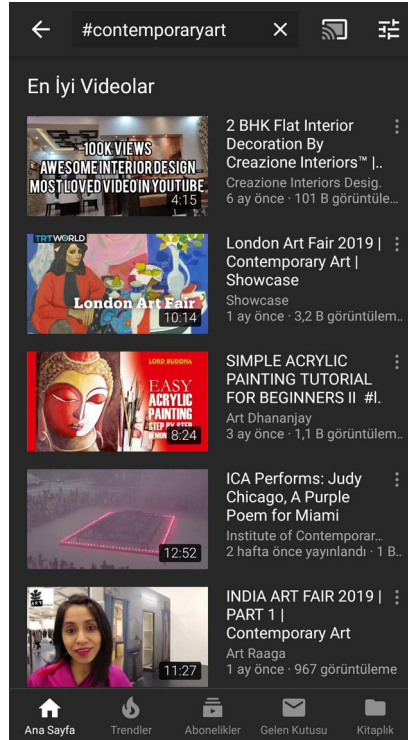 #contemporaryart
En İyi Videolar
100K VIEWS
AWESOME INTERIOR DESIGN
MOST LOVED VIDEO IN YOUTUBE
4:15
2 BHK Flat Interior
Decoration By
Creazione Interiors™ |..
Creazione Interiors Desig.
6 ay önce · 101 B görüntüle...
TRTWORLD
London Art Fair
10:14
London Art Fair 2019 |
Contemporary Art |
Showcase
Showcase
1 ay önce · 3,2 B görüntülem..
LORD BUDDHA
EASY
ACRYLIC
PAINTING
STEP BY STEP
8:24
SIMPLE ACRYLIC
PAINTING TUTORIAL
FOR BEGINNERS II #l.
Art Dhananjay
3 ay önce · 1,1 B görüntülem..
12:52
ICA Performs: Judy
Chicago, A Purple
Poem for Miami
Institute of Contemporar...
2 hafta önce yayınlandı · 1 B..
ART
11:27
INDIA ART FAIR 2019 |
PART 1 |
Contemporary Art
Art Raaga
1 ay önce · 967 görüntüleme
Ana Sayfa
Trendler
Abonelikler
Gelen Kutusu
Kitaplık